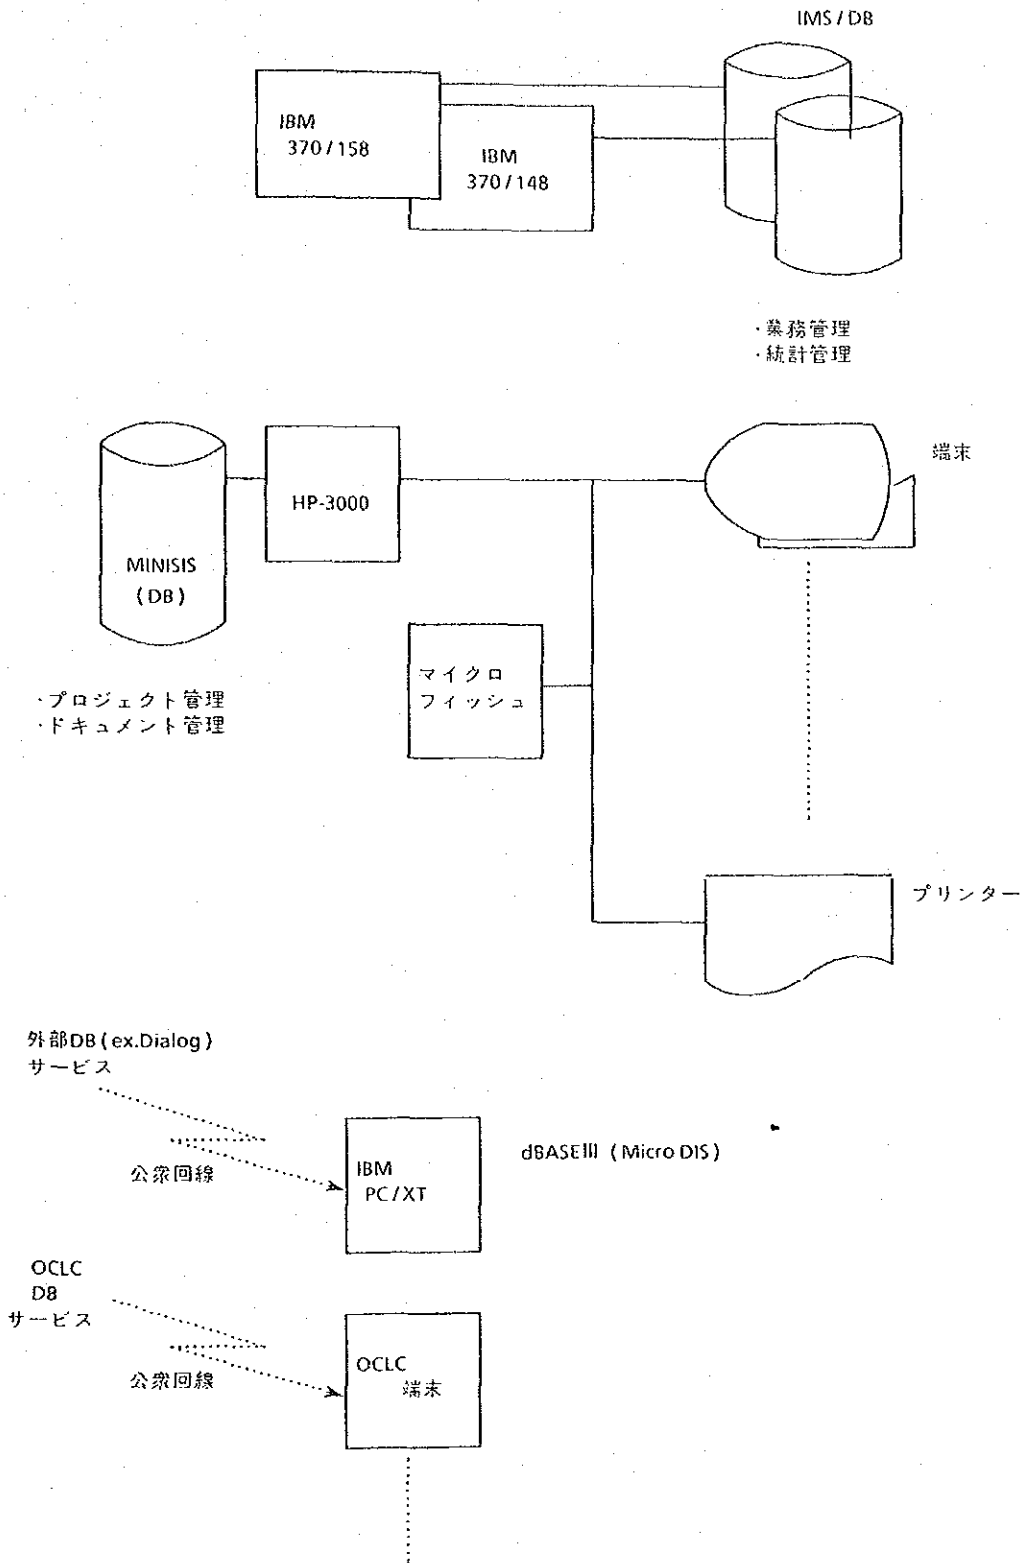 IMS / DB
IBM
370 / 158
IBM
370 / 148
・業務管理
・統計管理
端末
HP-3000
MINISIS
(DB)
マイクロ
フィッシュ
・プロジェクト管理
・ドキュメント管理
プリンター
外部DB (ex.Dialog)
サービス
公衆回線
IBM
PC/XT
dBASEIII (Micro DIS)
OCLC
DB
サービス
公衆回線
OCLC
端末